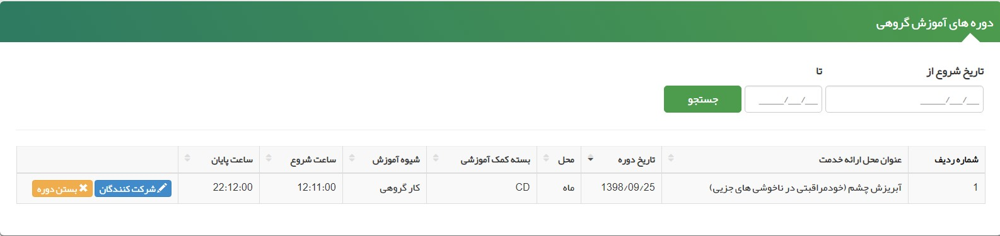 دوره های آموزش گروهی
تاریخ شروع از تا
__/__/____ __/__/____ جستجو
شماره ردیف عنوان محل ارائه خدمت تاریخ دوره محل بسته کمک آموزشی شیوه آموزش ساعت شروع ساعت پایان
1 آبریزش چشم (خودمراقبتی در ناخوشی های جزیی) 1398/09/25 ماه CD کار گروهی 12:11:00 22:12:00 شرکت کنندگان بستن دوره